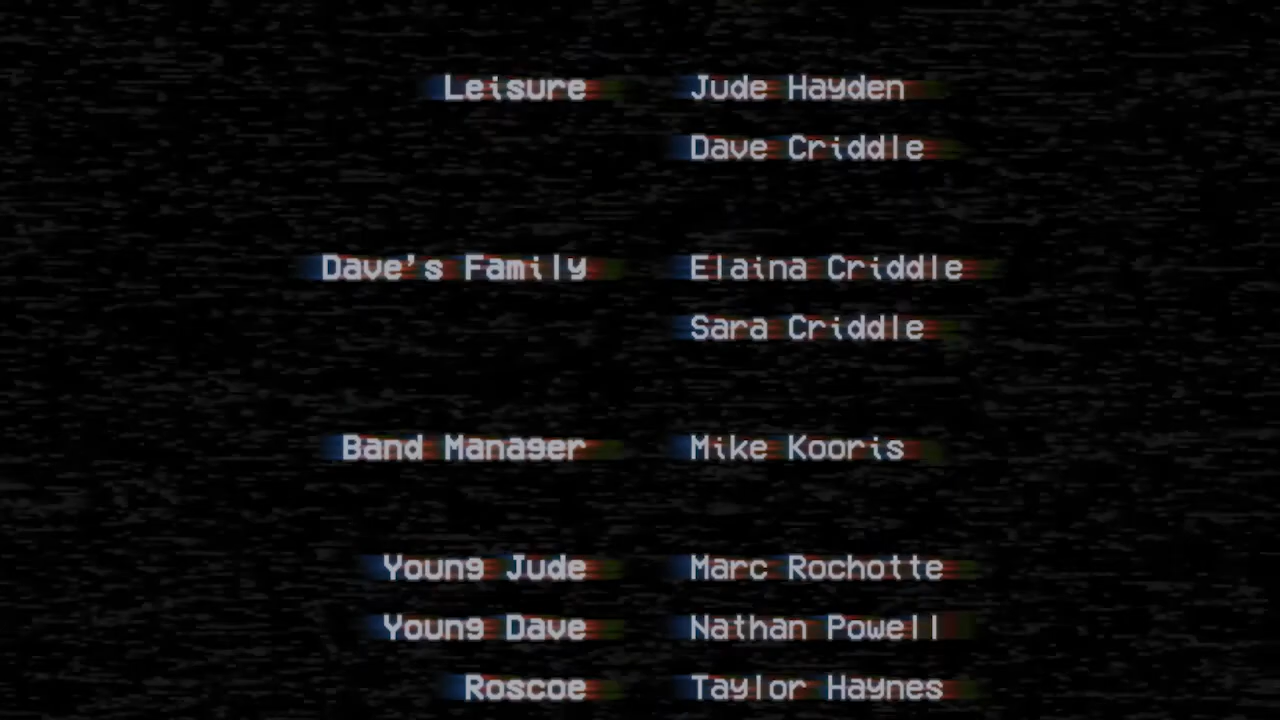 Leisure Jude Hayden
Dave Criddle
Dave's Family Elaina Criddle
Sara Criddle
Band Manager Mike Kooris
Young Jude Marc Rochotte
Young Dave Nathan Powell
Roscoe Taylor Haynes